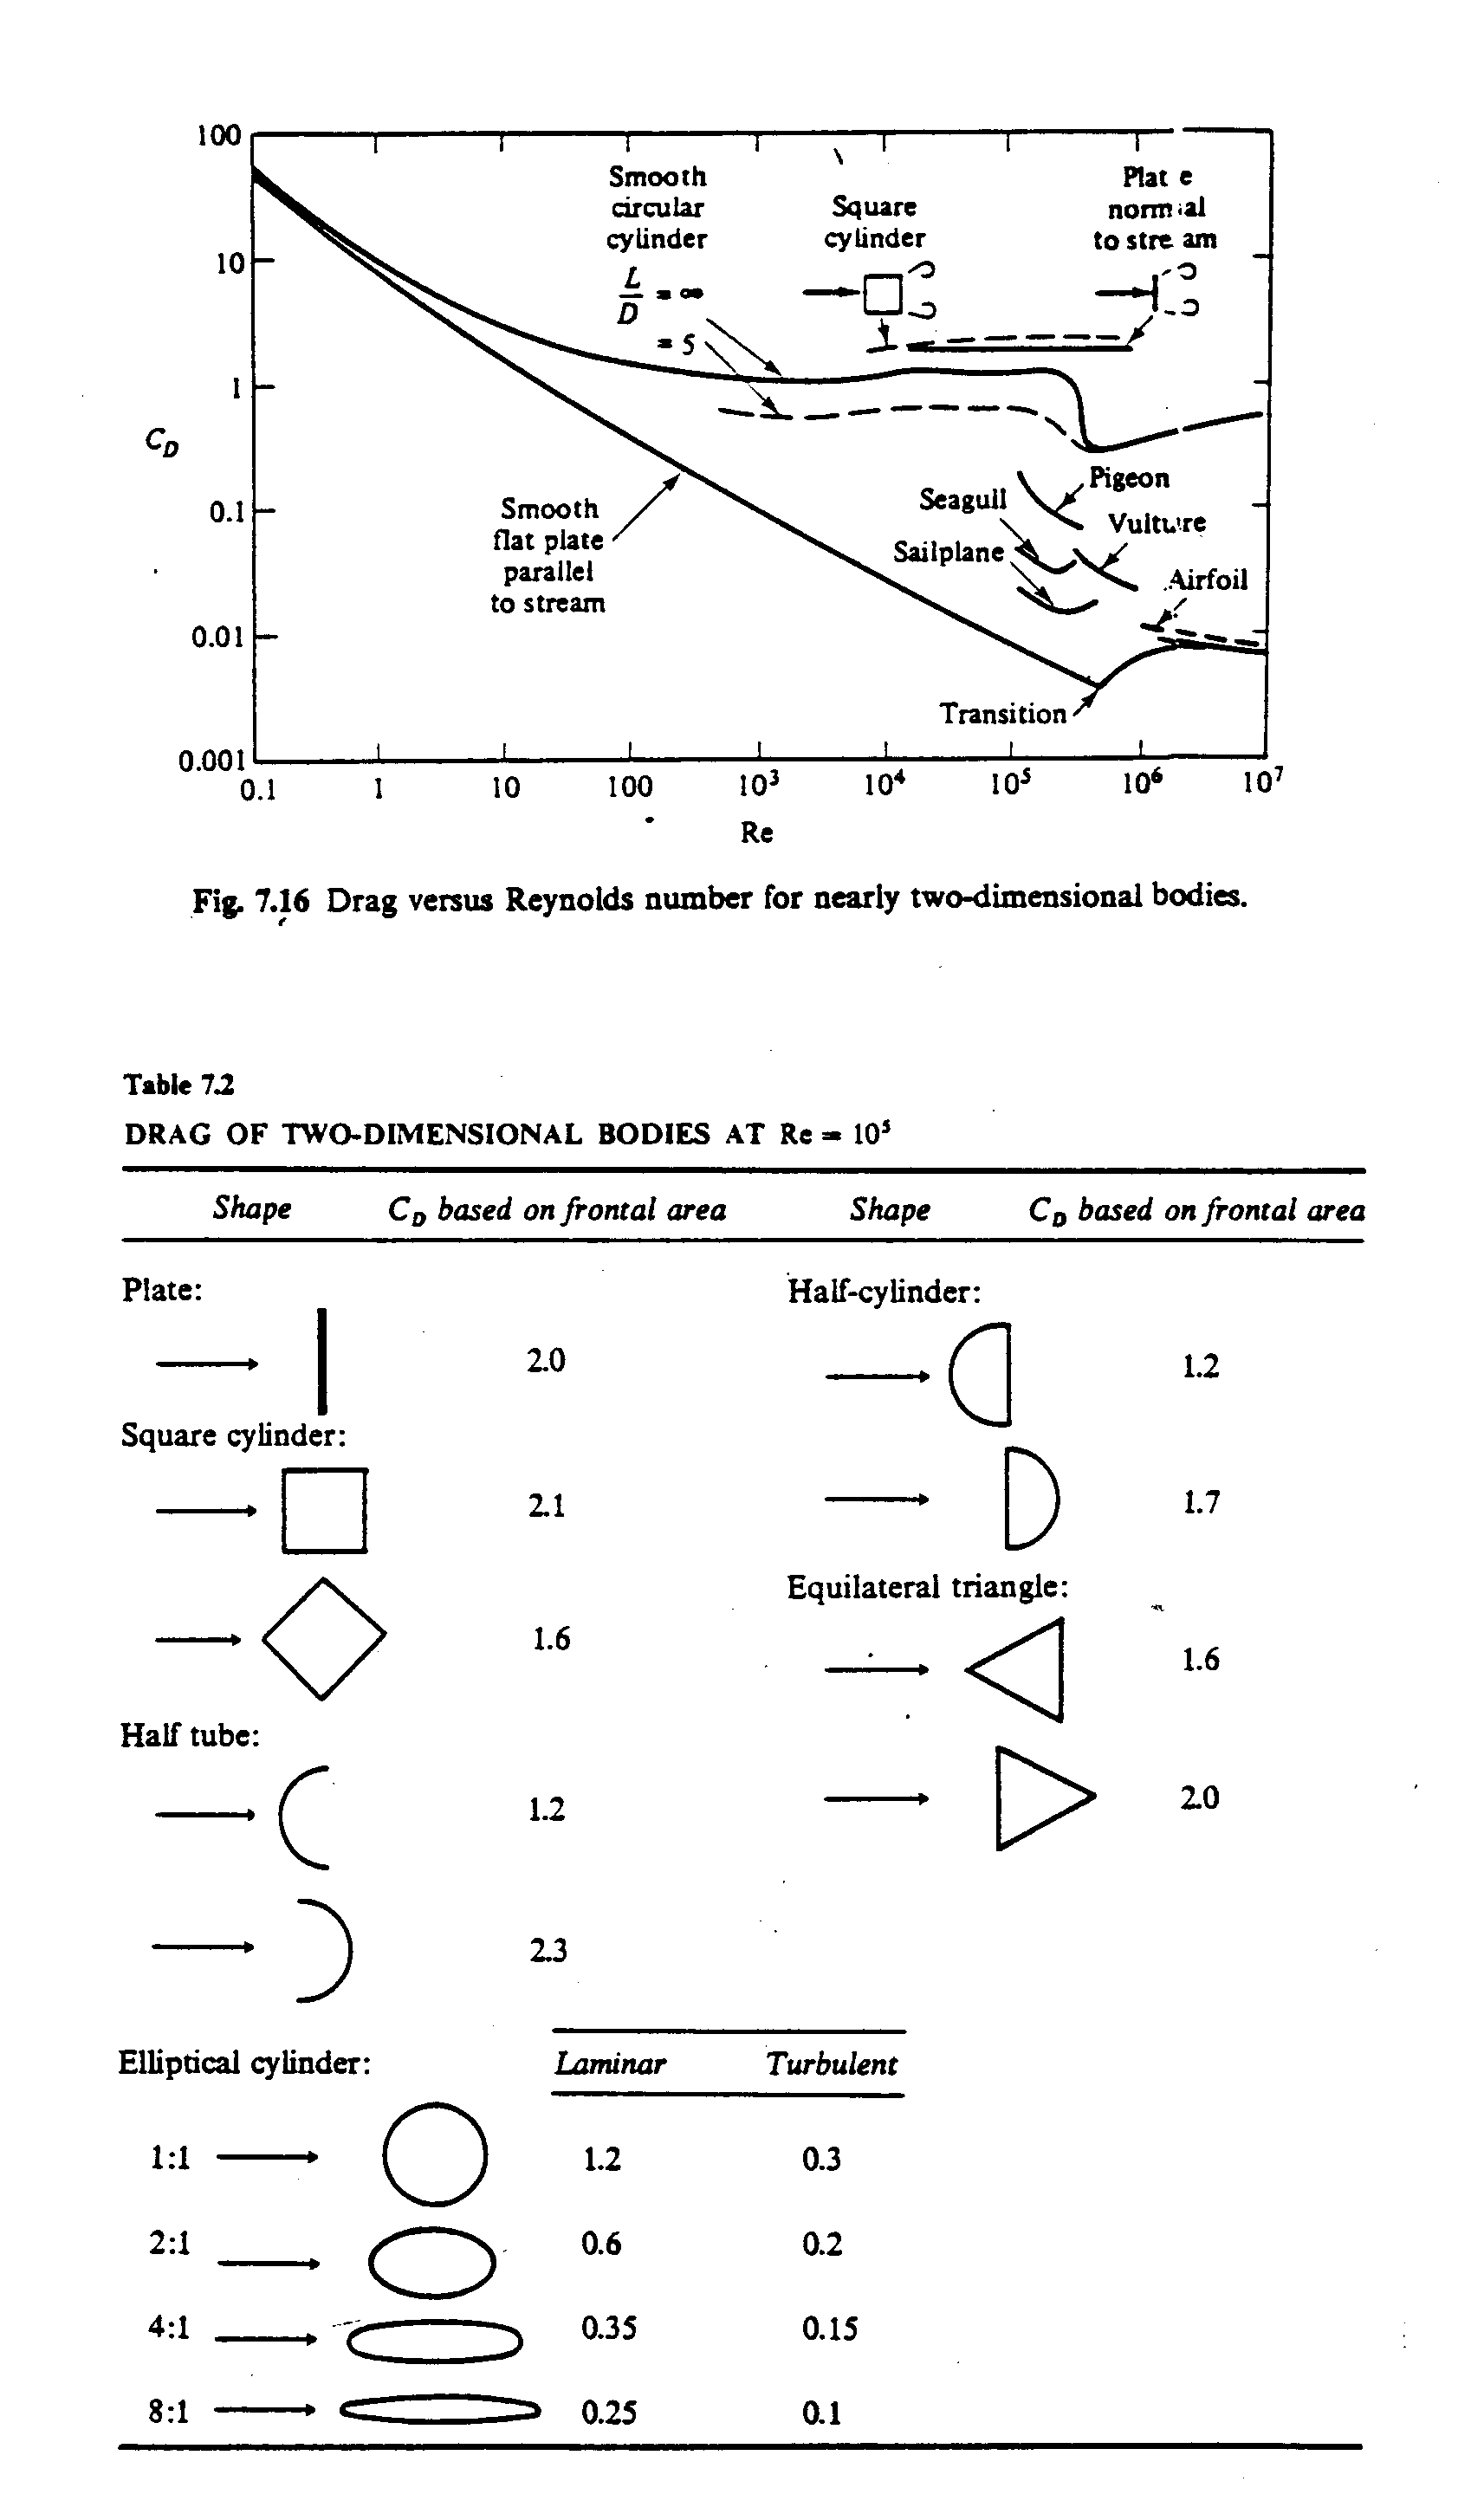 100
10
1
0.1
0.01
0.001
C_D
Smooth
circular
cylinder
L/D = ∞
= 5
Square
cylinder
Plate
normal
to stream
Smooth
flat plate
parallel
to stream
Pigeon
Seagull
Vulture
Sailplane
Airfoil
Transition
0.1 1 10 100 10³ 10⁴ 10⁵ 10⁶ 10⁷
Re
Fig. 7.16 Drag versus Reynolds number for nearly two-dimensional bodies.
Table 7.2
DRAG OF TWO-DIMENSIONAL BODIES AT Re = 10⁵
Shape C_D based on frontal area Shape C_D based on frontal area
Plate: Half-cylinder:
2.0 1.2
Square cylinder:
2.1 1.7
Equilateral triangle:
1.6 1.6
Half tube:
1.2 2.0
2.3
Elliptical cylinder: Laminar Turbulent
1:1 1.2 0.3
2:1 0.6 0.2
4:1 0.35 0.15
8:1 0.25 0.1